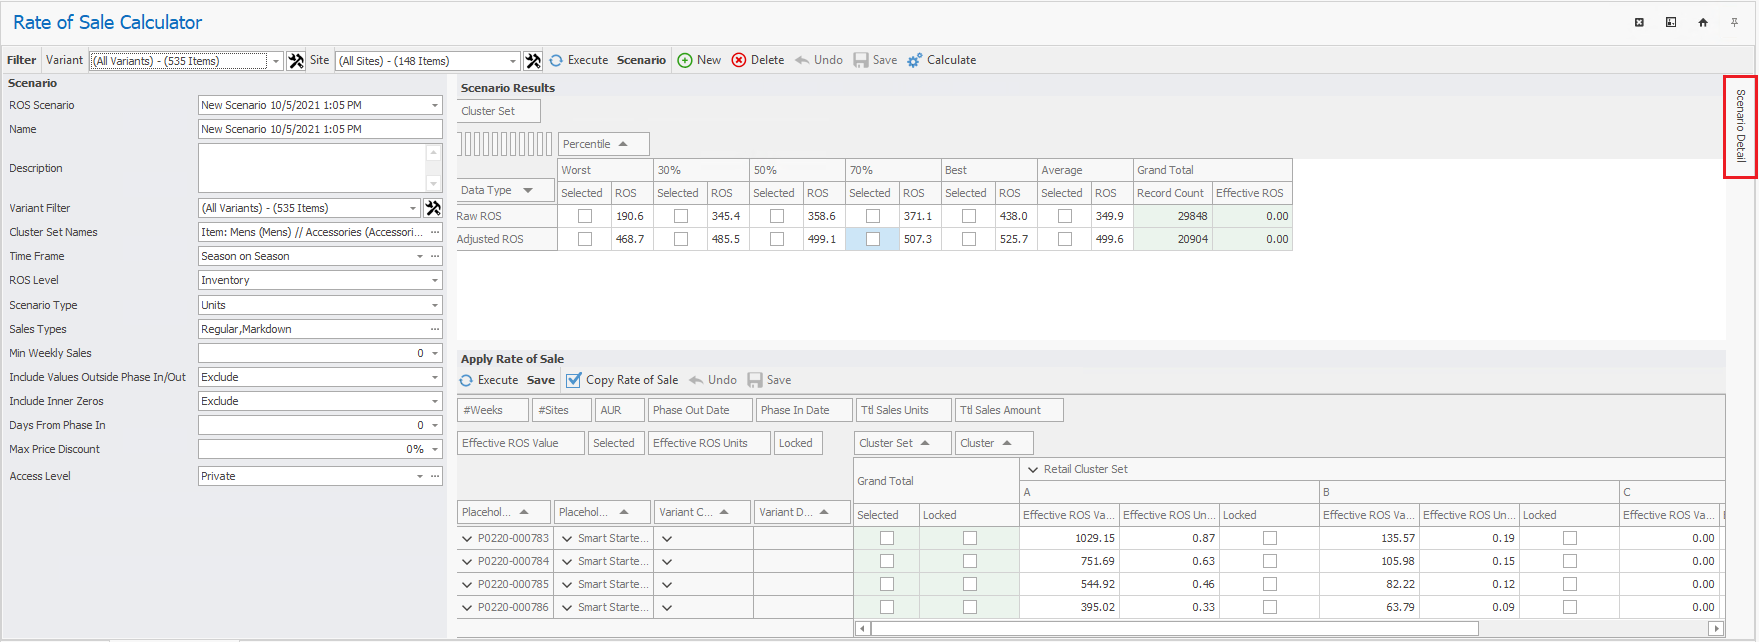 Rate of Sale Calculator
Filter Variant (All Variants) - (535 Items) Site (All Sites) - (148 Items) Execute Scenario New Delete Undo Save Calculate
Scenario
ROS Scenario New Scenario 10/5/2021 1:05 PM
Name New Scenario 10/5/2021 1:05 PM
Description
Variant Filter (All Variants) - (535 Items)
Cluster Set Names Item: Mens (Mens) // Accessories (Accessori... ...
Time Frame Season on Season ...
ROS Level Inventory
Scenario Type Units
Sales Types Regular,Markdown ...
Min Weekly Sales 0
Include Values Outside Phase In/Out Exclude
Include Inner Zeros Exclude
Days From Phase In 0
Max Price Discount 0%
Access Level Private ...
Scenario Results
Cluster Set
Percentile
Worst 30% 50% 70% Best Average Grand Total
Data Type Selected ROS Selected ROS Selected ROS Selected ROS Selected ROS Selected ROS Record Count Effective ROS
Raw ROS 190.6 345.4 358.6 371.1 438.0 349.9 29848 0.00
Adjusted ROS 468.7 485.5 499.1 507.3 525.7 499.6 20904 0.00
Apply Rate of Sale
Execute Save Copy Rate of Sale Undo Save
#Weeks #Sites AUR Phase Out Date Phase In Date Ttl Sales Units Ttl Sales Amount
Effective ROS Value Selected Effective ROS Units Locked Cluster Set Cluster
Grand Total Retail Cluster Set
A B C
Placehol... Placehol... Variant C... Variant D... Selected Locked Effective ROS Va... Effective ROS Un... Locked Effective ROS Va... Effective ROS Un... Locked Effective ROS Va...
P0220-000783 Smart Starte... 1029.15 0.87 135.57 0.19 0.00
P0220-000784 Smart Starte... 751.69 0.63 105.98 0.15 0.00
P0220-000785 Smart Starte... 544.92 0.46 82.22 0.12 0.00
P0220-000786 Smart Starte... 395.02 0.33 63.79 0.09 0.00
Scenario Detail